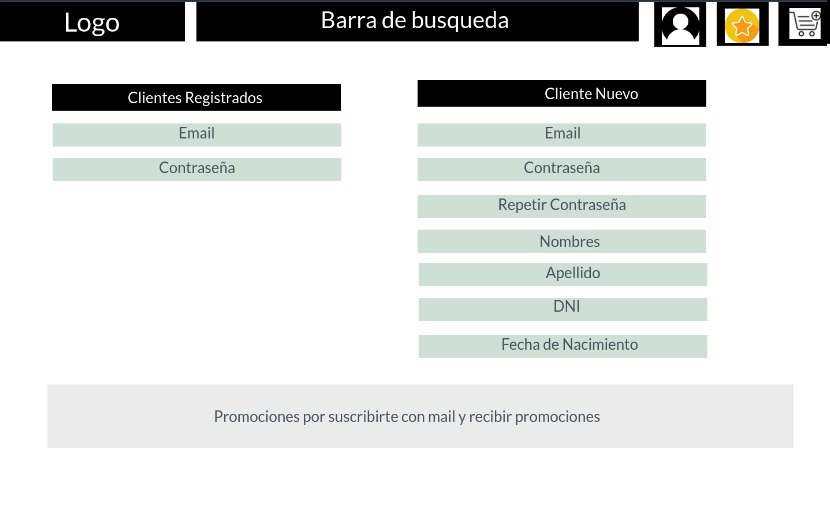 Logo
Barra de busqueda
Clientes Registrados
Email
Contraseña
Cliente Nuevo
Email
Contraseña
Repetir Contraseña
Nombres
Apellido
DNI
Fecha de Nacimiento
Promociones por suscribirte con mail y recibir promociones